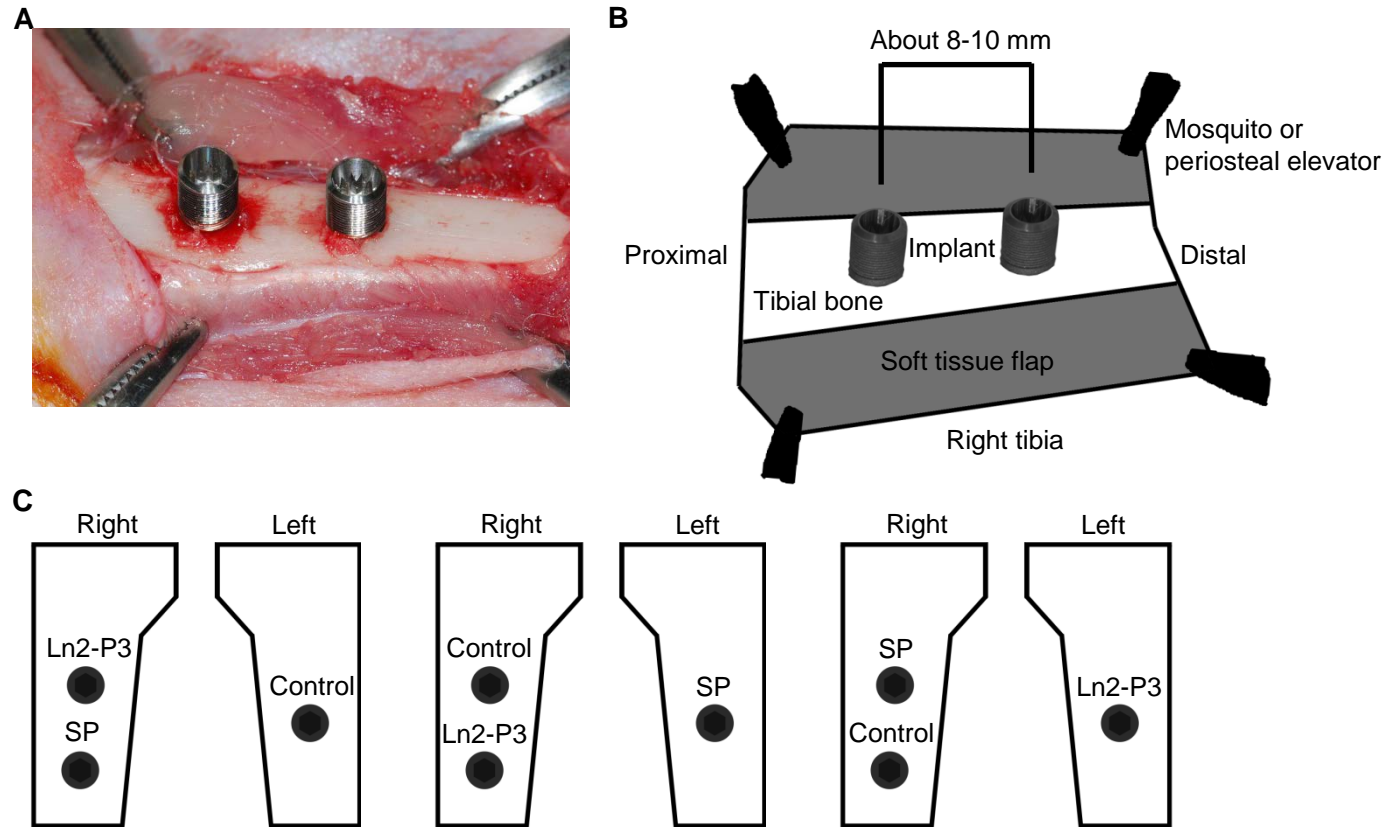 A
B
About 8-10 mm
Mosquito or
periosteal elevator
Proximal
Implant
Distal
Tibial bone
Soft tissue flap
Right tibia
C
Right
Left
Right
Left
Right
Left
Ln2-P3
Control
SP
Control
SP
Ln2-P3
SP
Ln2-P3
Control